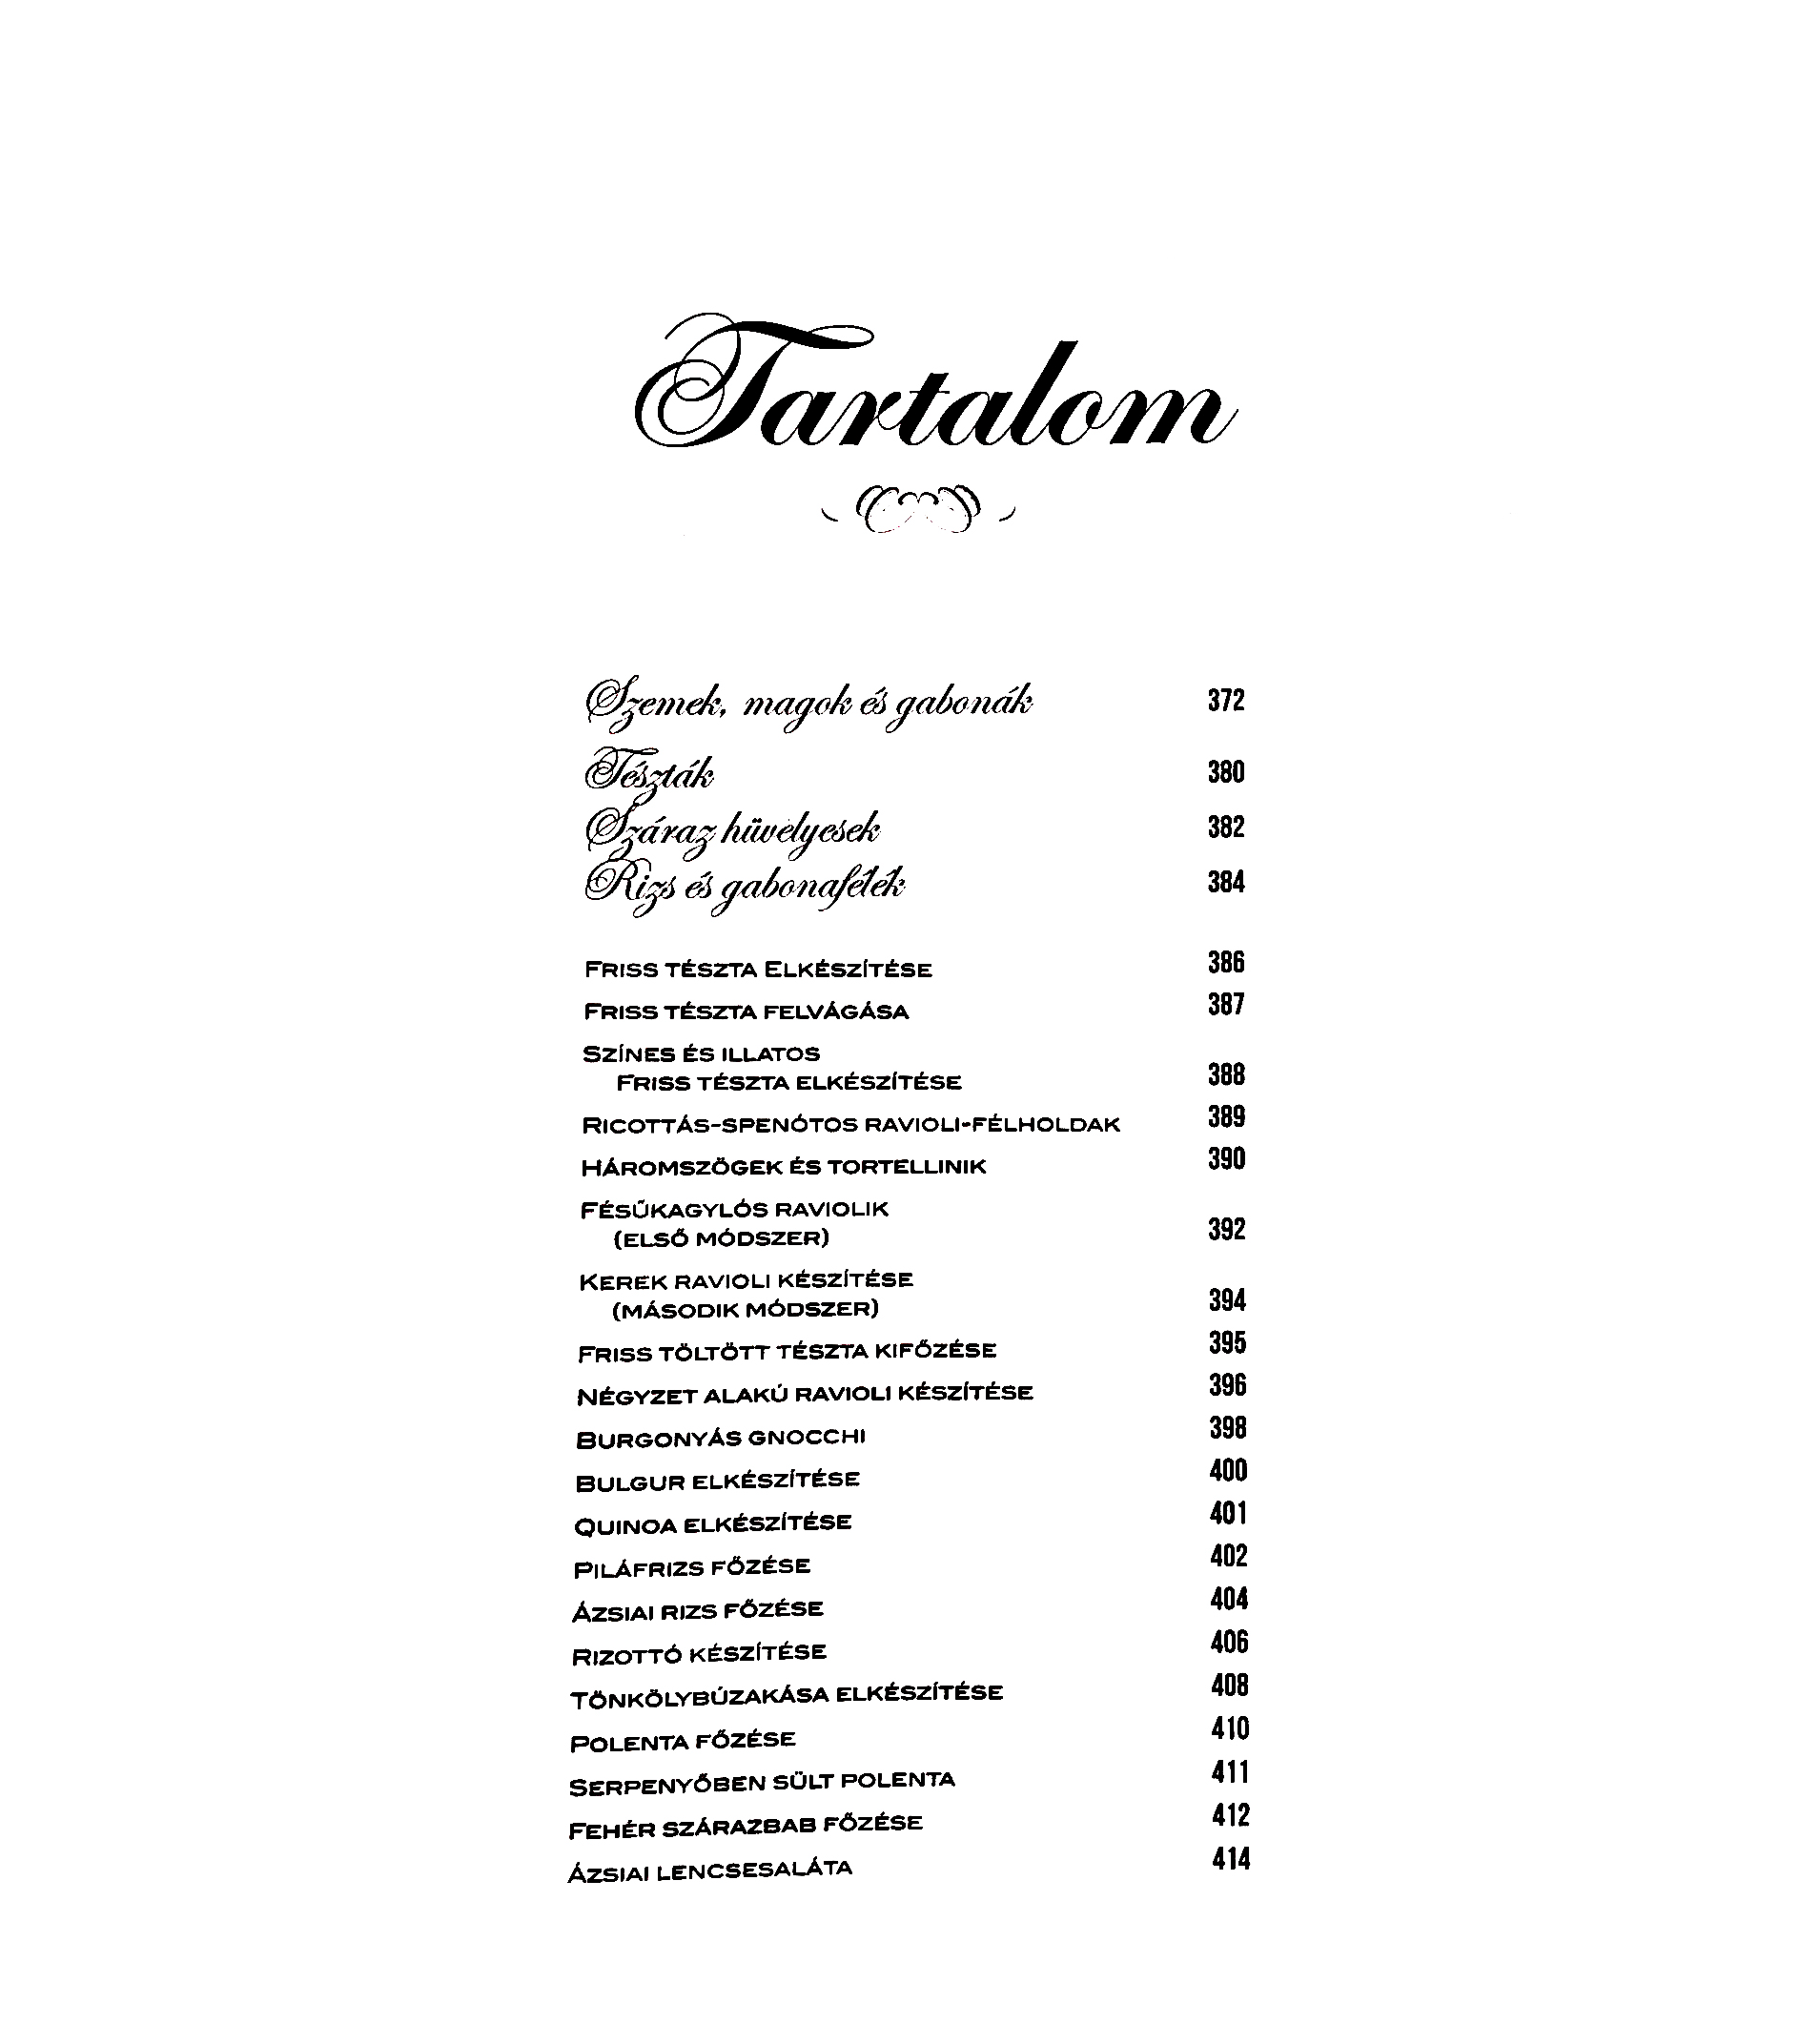 Tartalom
Szemek, magok és gabonák 372
Tészták 380
Száraz hüvelyesek 382
Rizs és gabonafélék 384
Friss tészta Elkészítése 386
Friss tészta felvágása 387
Színes és illatos
Friss tészta elkészítése 388
Ricottás-spenótos ravioli-félholdak 389
Háromszögek és tortellinik 390
Fésűkagylós raviolik
(első módszer) 392
Kerek ravioli készítése
(második módszer) 394
Friss töltött tészta kifőzése 395
Négyzet alakú ravioli készítése 396
Burgonyás gnocchi 398
Bulgur elkészítése 400
Quinoa elkészítése 401
Piláfrizs főzése 402
Ázsiai rizs főzése 404
Rizottó készítése 406
Tönkölybúzakása elkészítése 408
Polenta főzése 410
Serpenyőben sült polenta 411
Fehér szárazbab főzése 412
Ázsiai lencsesaláta 414